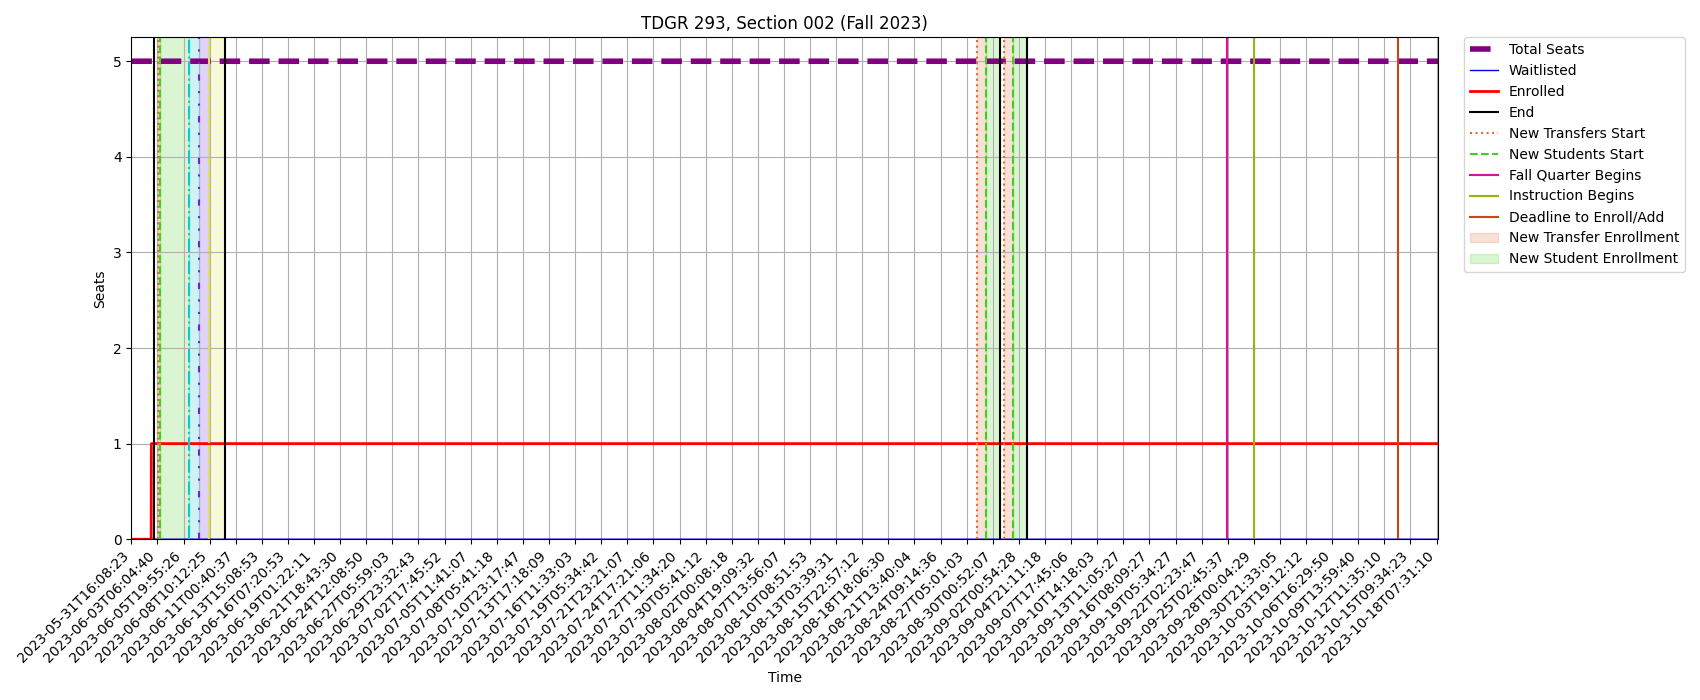 TDGR 293, Section 002 (Fall 2023)
5
4
3
2
1
0
Seats
2023-05-31T16:08:23
2023-06-03T06:04:40
2023-06-05T19:55:26
2023-06-08T10:12:25
2023-06-11T00:40:37
2023-06-13T15:08:53
2023-06-16T07:20:53
2023-06-19T01:22:11
2023-06-21T18:43:30
2023-06-24T12:08:50
2023-06-27T05:59:03
2023-06-29T23:32:43
2023-07-02T17:45:52
2023-07-05T11:41:07
2023-07-08T05:41:18
2023-07-10T23:17:47
2023-07-13T17:18:09
2023-07-16T11:33:03
2023-07-19T05:34:42
2023-07-21T23:21:07
2023-07-24T17:21:06
2023-07-27T11:34:20
2023-07-30T05:41:12
2023-08-02T00:08:18
2023-08-04T19:09:32
2023-08-07T13:56:07
2023-08-10T08:51:53
2023-08-13T03:39:31
2023-08-15T22:57:12
2023-08-18T18:06:30
2023-08-21T13:40:04
2023-08-24T09:14:36
2023-08-27T05:01:03
2023-08-30T00:52:07
2023-09-02T00:54:28
2023-09-04T21:11:18
2023-09-07T17:45:06
2023-09-10T14:18:03
2023-09-13T11:05:27
2023-09-16T08:09:27
2023-09-19T05:34:27
2023-09-22T02:23:47
2023-09-25T02:45:37
2023-09-28T00:04:29
2023-09-30T21:33:05
2023-10-03T19:12:12
2023-10-06T16:29:50
2023-10-09T13:59:40
2023-10-12T11:35:10
2023-10-15T09:34:23
2023-10-18T07:31:10
Time
Total Seats
Waitlisted
Enrolled
End
New Transfers Start
New Students Start
Fall Quarter Begins
Instruction Begins
Deadline to Enroll/Add
New Transfer Enrollment
New Student Enrollment